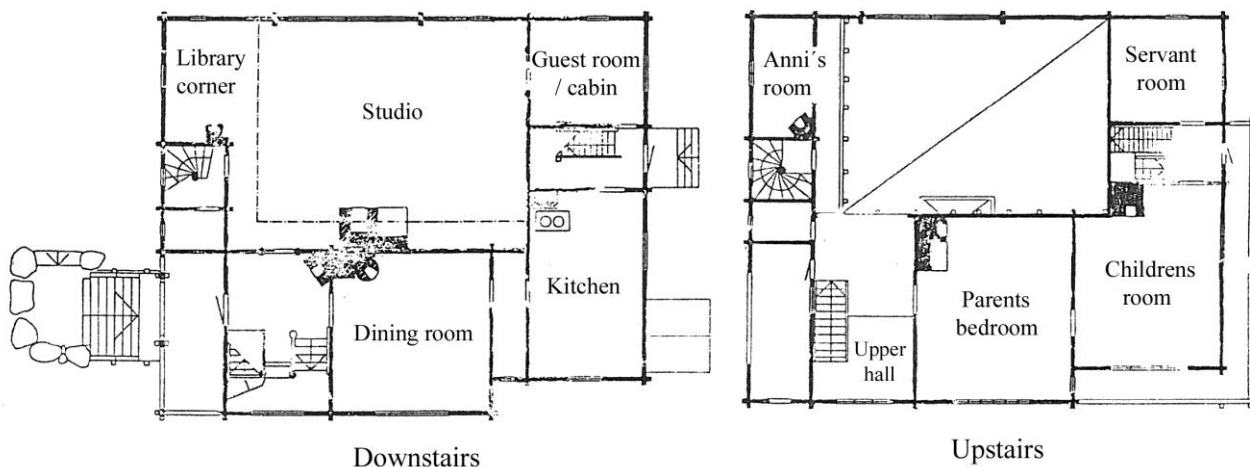 Library
corner
Studio
Guest room
/ cabin
Dining room
Kitchen
Downstairs
Anni´s
room
Servant
room
Childrens
room
Parents
bedroom
Upper
hall
Upstairs